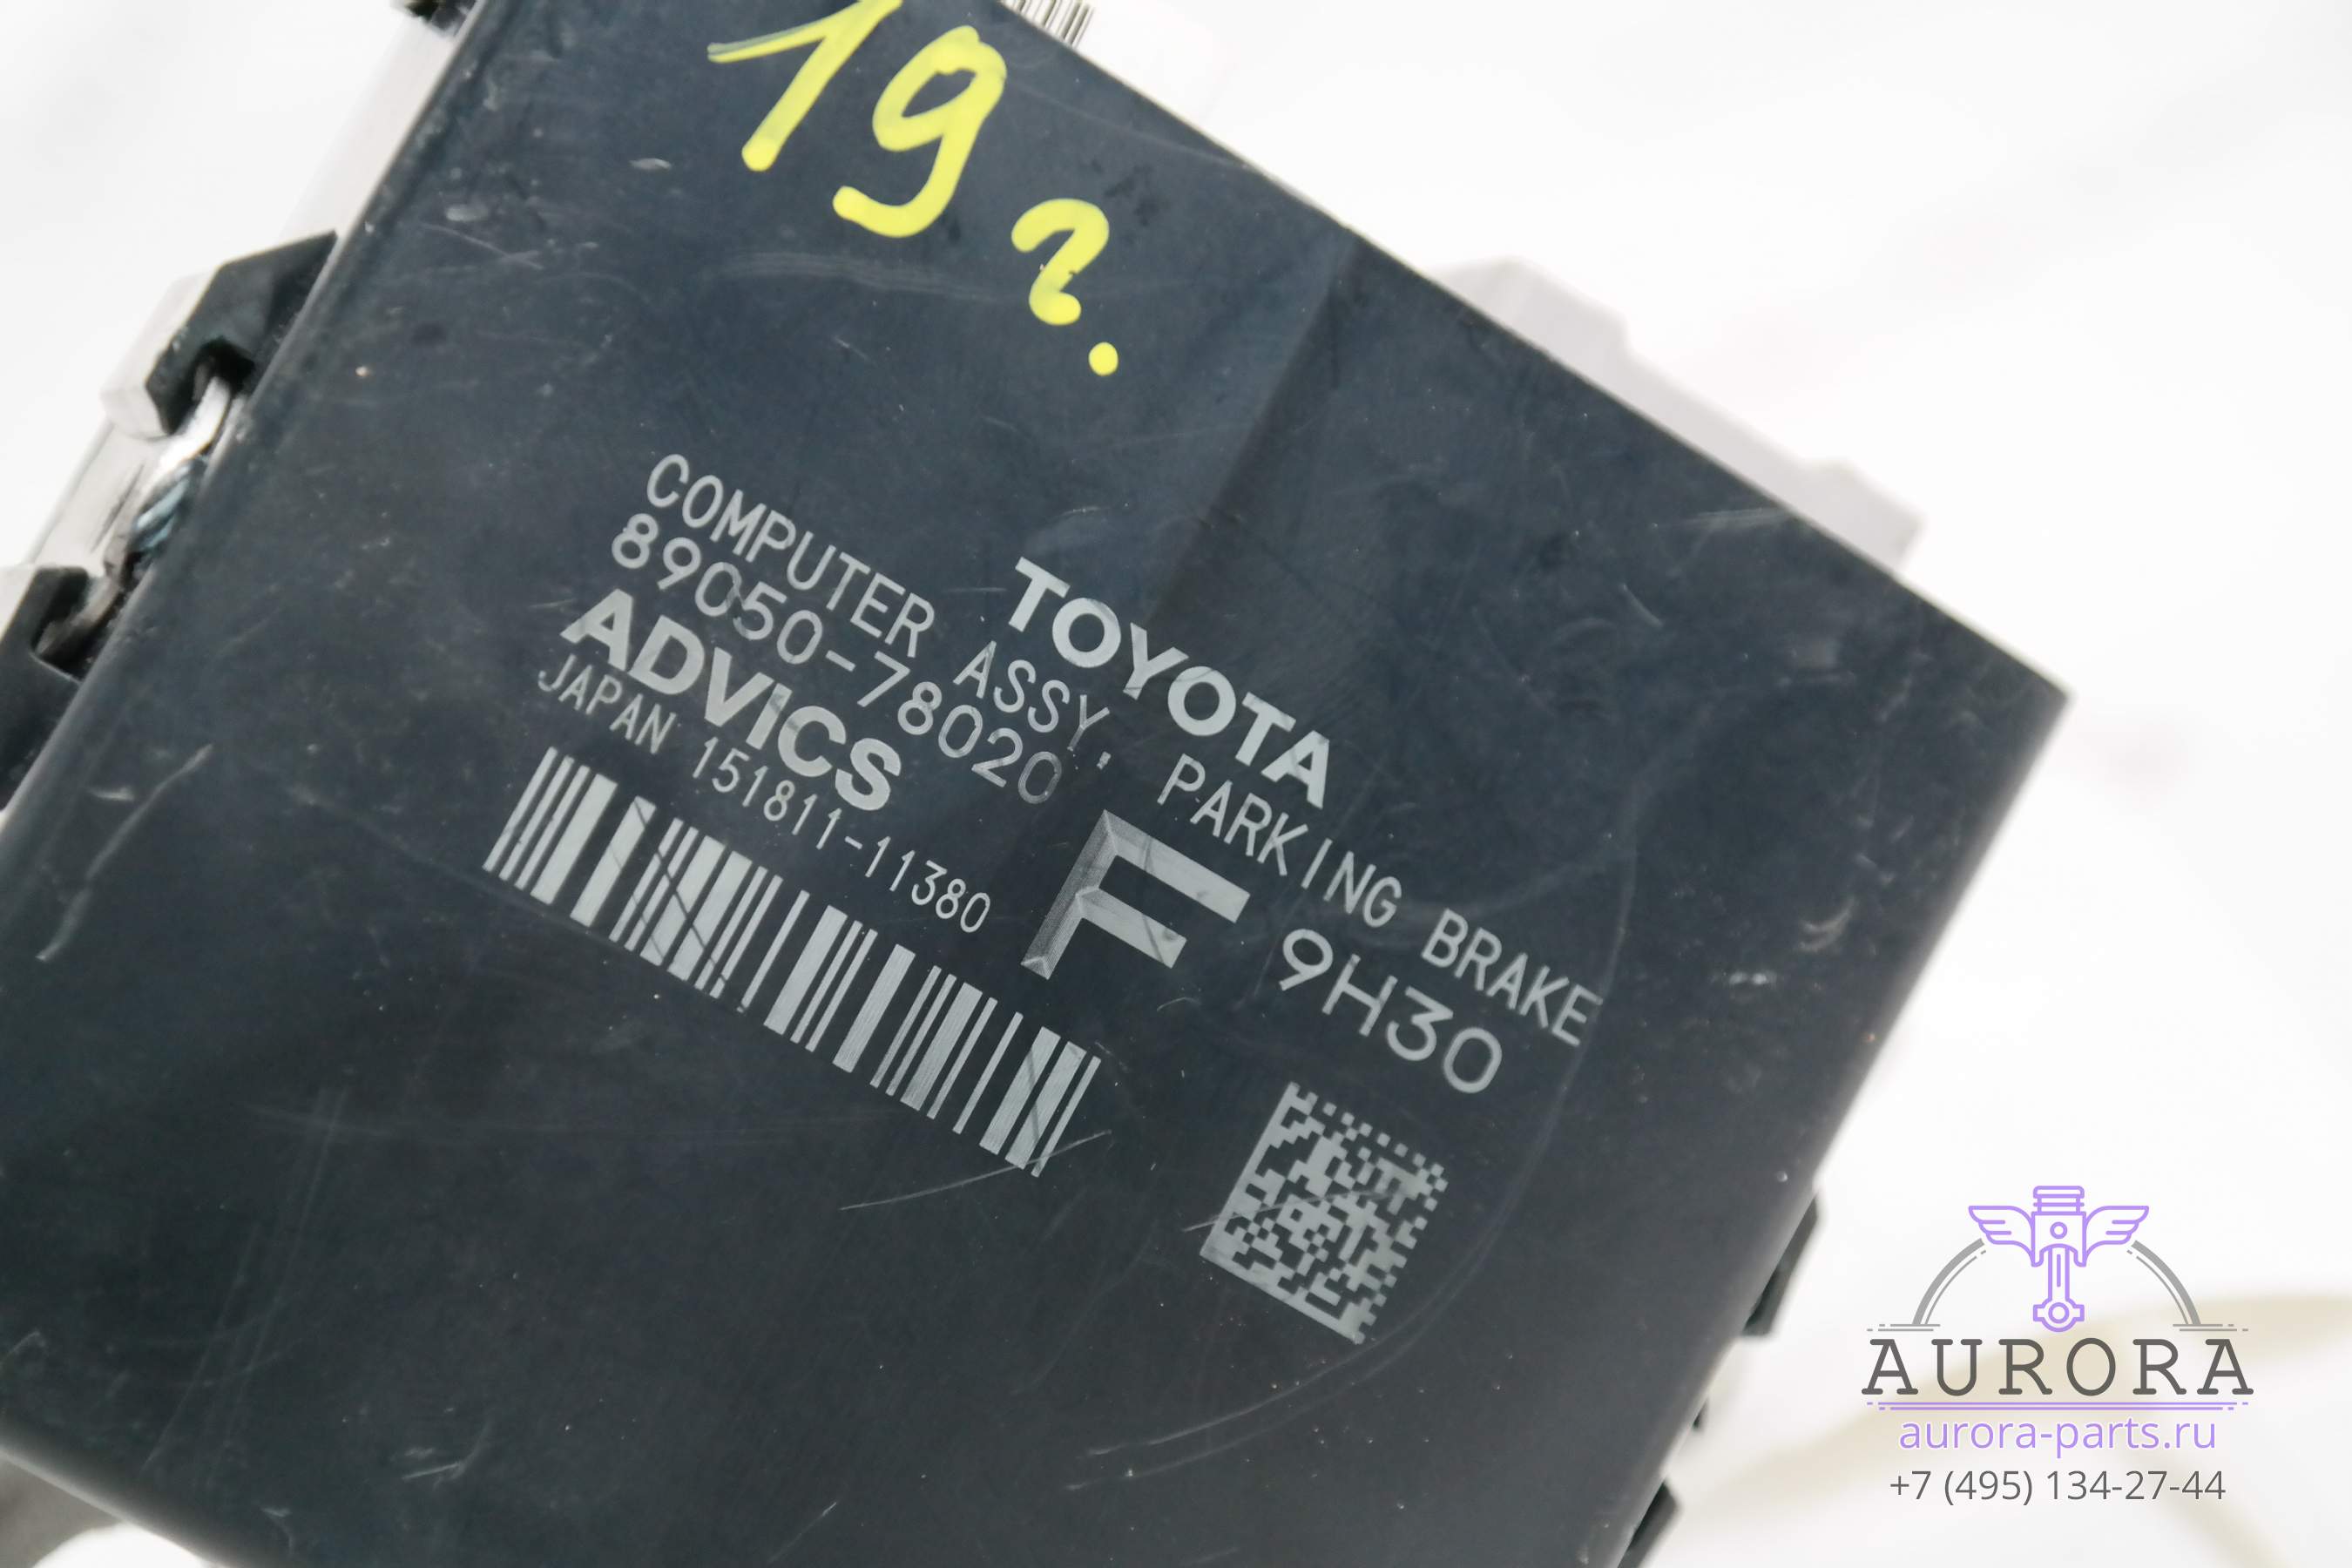 19 г.
TOYOTA
COMPUTER ASSY, PARKING BRAKE
89050-78020
ADVICS
F 9H30
JAPAN 151811-11380
AURORA
aurora-parts.ru
+7 (495) 134-27-44